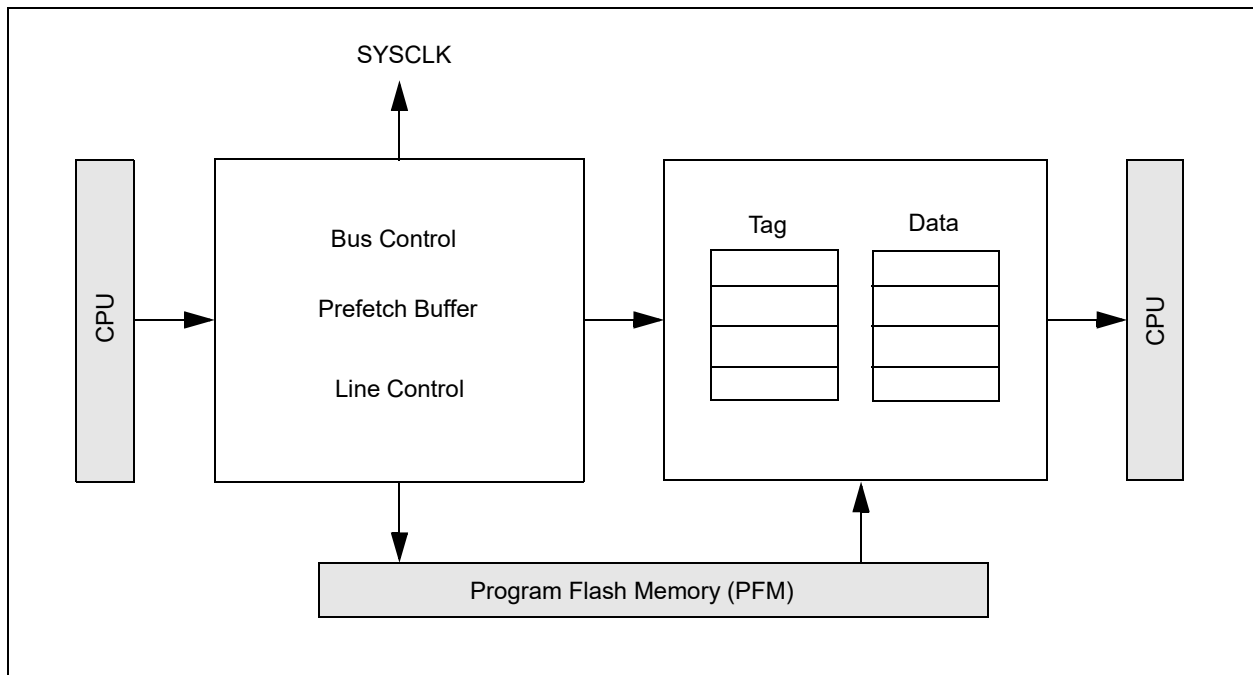 SYSCLK
CPU
Bus Control
Prefetch Buffer
Line Control
Tag
Data
CPU
Program Flash Memory (PFM)